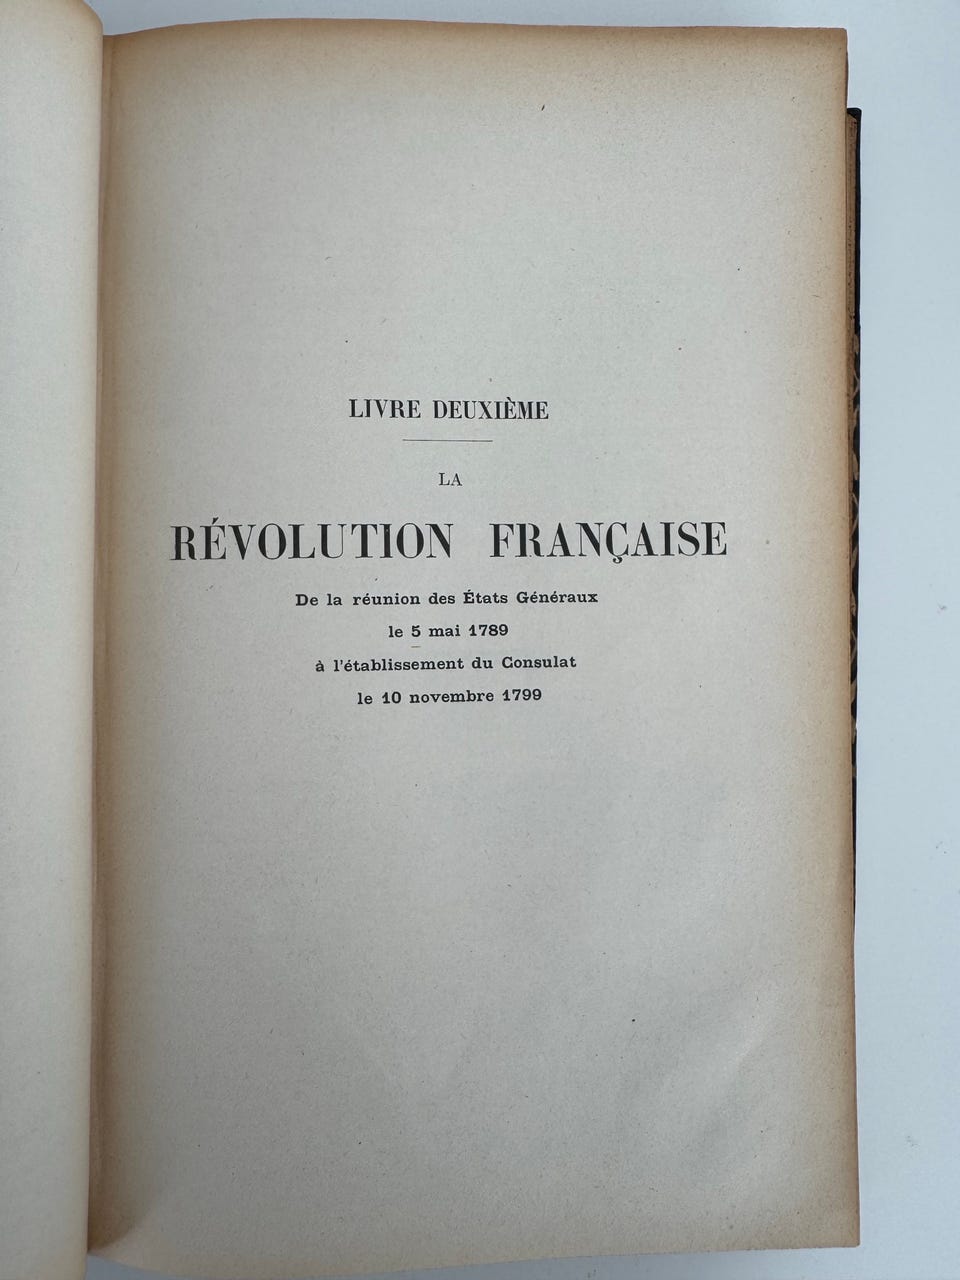 LIVRE DEUXIÈME
LA
RÉVOLUTION FRANÇAISE
De la réunion des États Généraux
le 5 mai 1789
à l'établissement du Consulat
le 10 novembre 1799